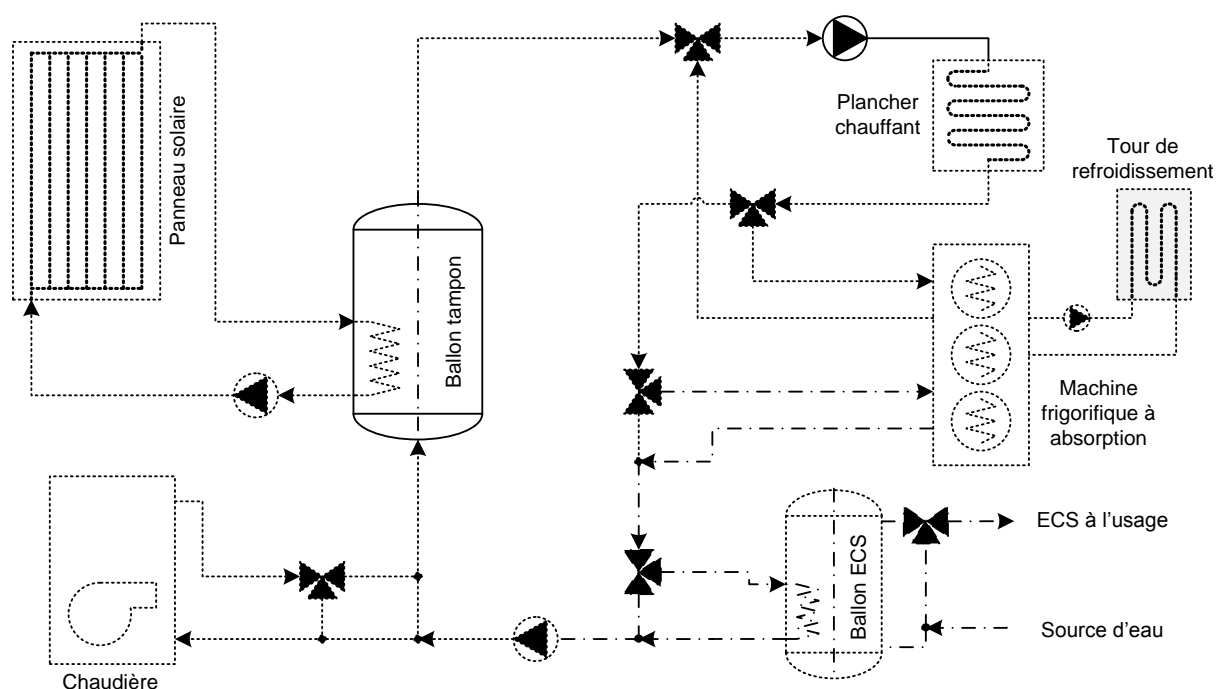 Panneau solaire
Ballon tampon
Plancher
chauffant
Tour de
refroidissement
Machine
frigorifique à
absorption
Ballon ECS
ECS à l'usage
Source d'eau
Chaudière